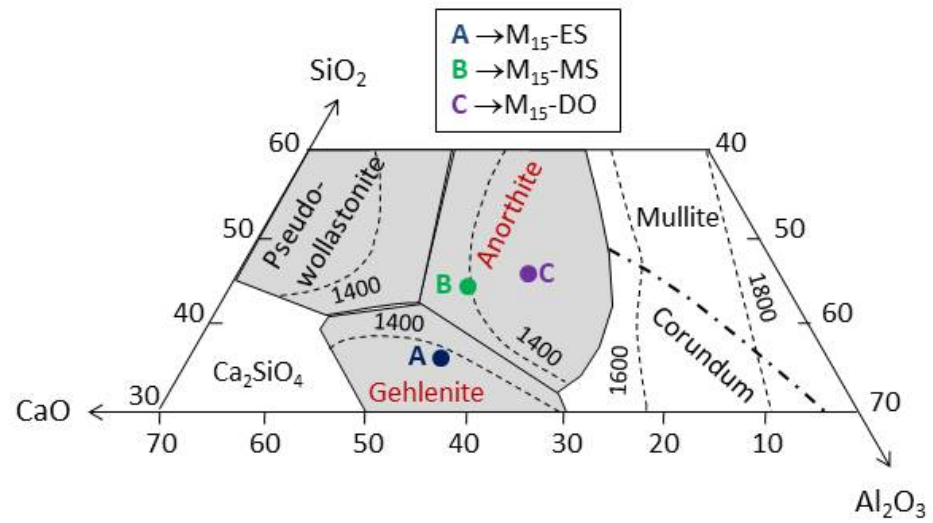 A →M₁₅-ES
B →M₁₅-MS
C →M₁₅-DO
SiO₂
60
40
Pseudo-
wollastonite
Anorthite
Mullite
50
50
B
C
1400
1400
1400
1800
40
60
A
Corundum
1600
Ca₂SiO₄
Gehlenite
CaO
30
70
70
60
50
40
30
20
10
Al₂O₃